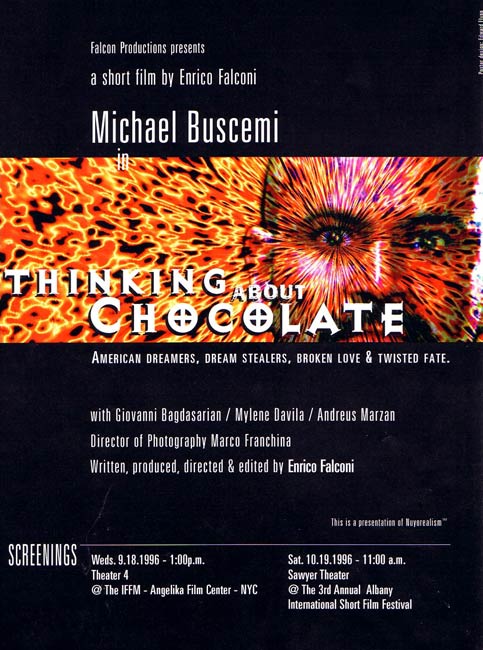 Falcon Productions presents
a short film by Enrico Falconi
Michael Buscemi
in
THINKING ABOUT
CHOCOLATE
AMERICAN DREAMERS, DREAM STEALERS, BROKEN LOVE & TWISTED FATE.
with Giovanni Bagdasarian / Mylene Davila / Andreus Marzan
Director of Photography Marco Franchina
Written, produced, directed & edited by Enrico Falconi
This is a presentation of Nuyorealism
SCREENINGS
Weds. 9.18.1996 - 1:00p.m.
Theater 4
@ The IFFM - Angelika Film Center - NYC
Sat. 10.19.1996 - 11:00 a.m.
Sawyer Theater
@ The 3rd Annual Albany
International Short Film Festival
Poster design: Edward